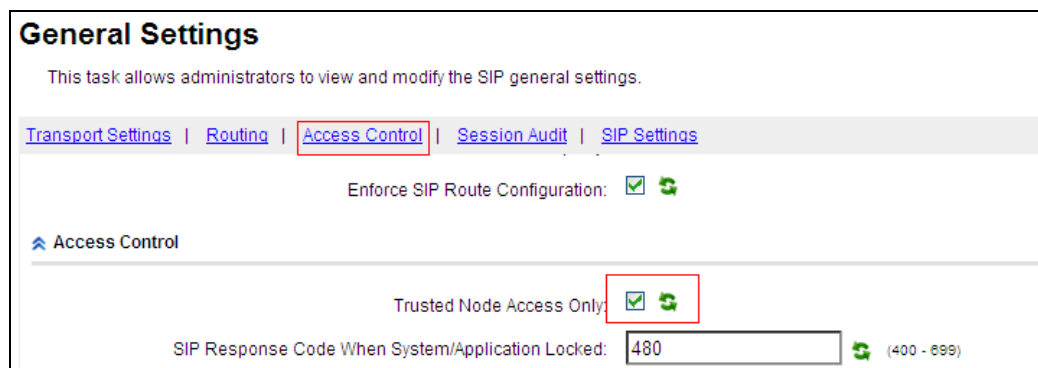 General Settings
This task allows administrators to view and modify the SIP general settings.
Transport Settings | Routing | Access Control | Session Audit | SIP Settings
Enforce SIP Route Configuration:
Access Control
Trusted Node Access Only:
SIP Response Code When System/Application Locked: 480 (400 - 699)